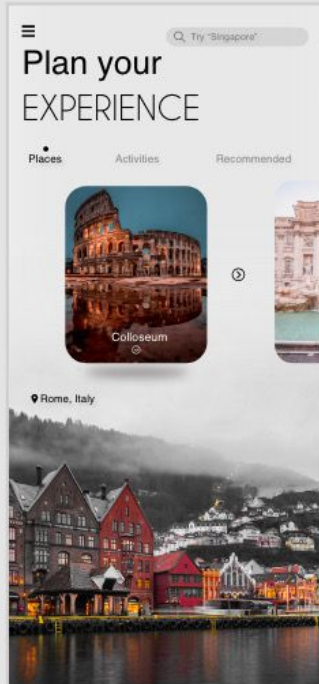 Try "Singapore"
Plan your
EXPERIENCE
Places
Activities
Recommended
Colloseum
Rome, Italy